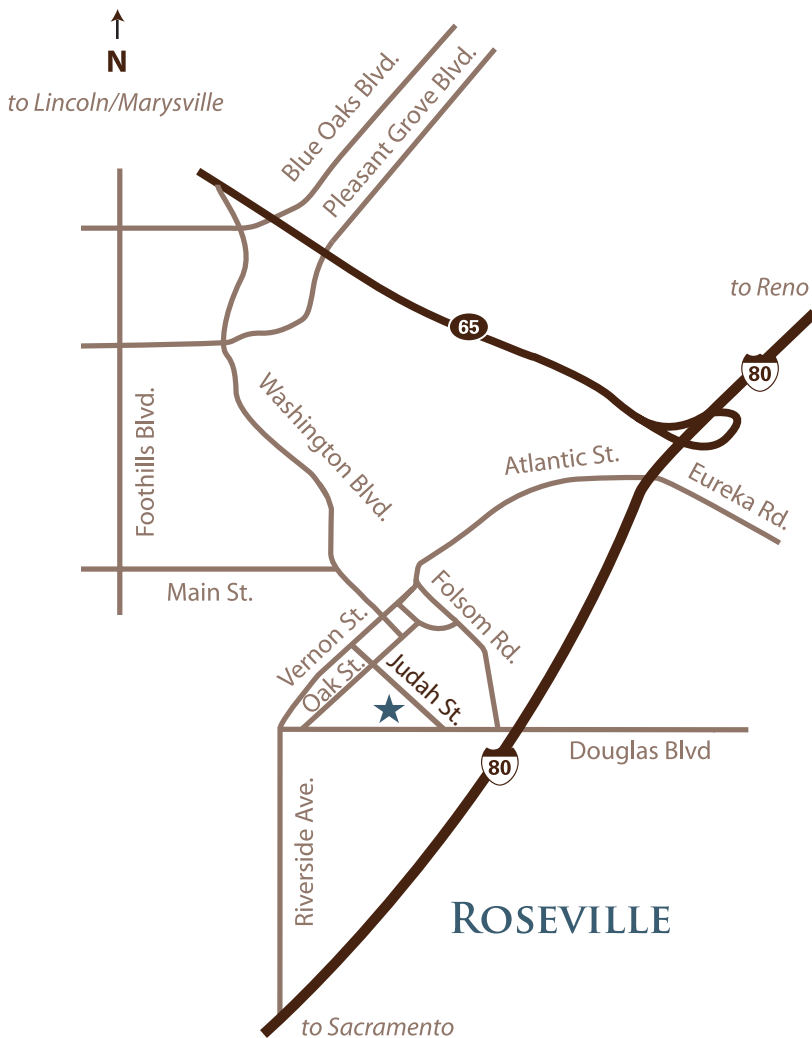 N
to Lincoln/Marysville
Blue Oaks Blvd.
Pleasant Grove Blvd.
to Reno
65
80
Foothills Blvd.
Washington Blvd.
Atlantic St.
Eureka Rd.
Main St.
Folsom Rd.
Vernon St.
Oak St.
Judah St.
Douglas Blvd
80
Riverside Ave.
ROSEVILLE
to Sacramento